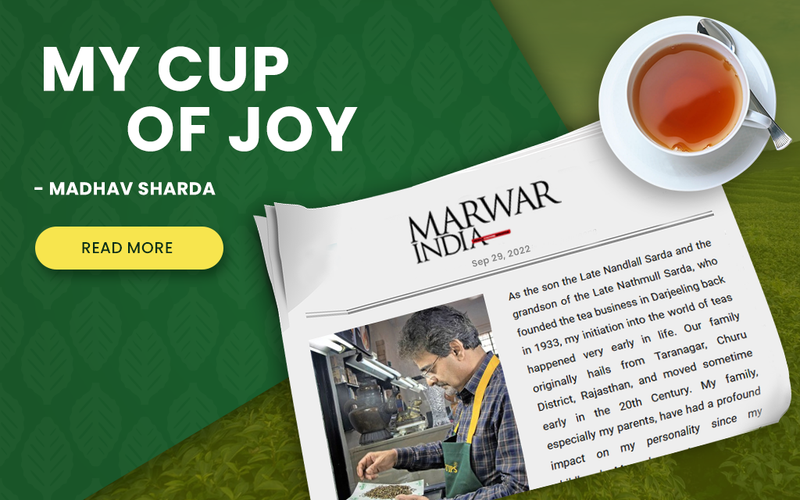 MY CUP
OF JOY
- MADHAV SHARDA
READ MORE
MARWAR
INDIA
Sep 29, 2022
As the son the Late Nandlall Sarda and the
grandson of the Late Nathmull Sarda, who
founded the tea business in Darjeeling back
in 1933, my initiation into the world of teas
happened very early in life. Our family
originally hails from Taranagar, Churu
District, Rajasthan, and moved sometime
early in the 20th Century. My family,
especially my parents, have had a profound
impact on my personality since my